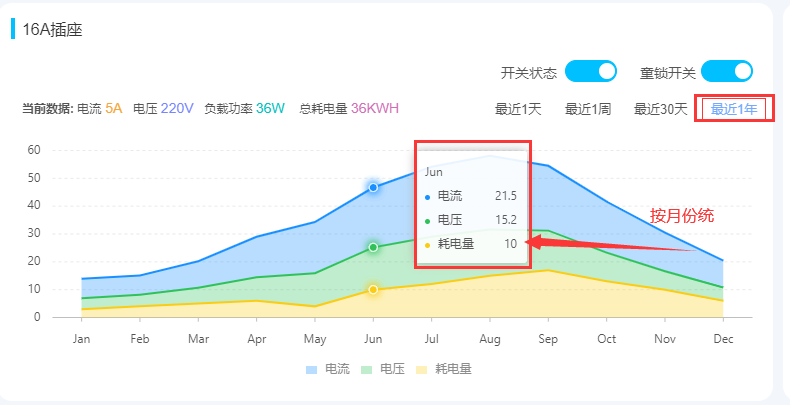 16A插座
开关状态 童锁开关
当前数据: 电流 5A 电压 220V 负载功率 36W 总耗电量 36KWH 最近1天 最近1周 最近30天 最近1年
60
50
40
30
20
10
0
Jun
电流 21.5
电压 15.2
耗电量 10
按月份统
Jan Feb Mar Apr May Jun Jul Aug Sep Oct Nov Dec
电流 电压 耗电量